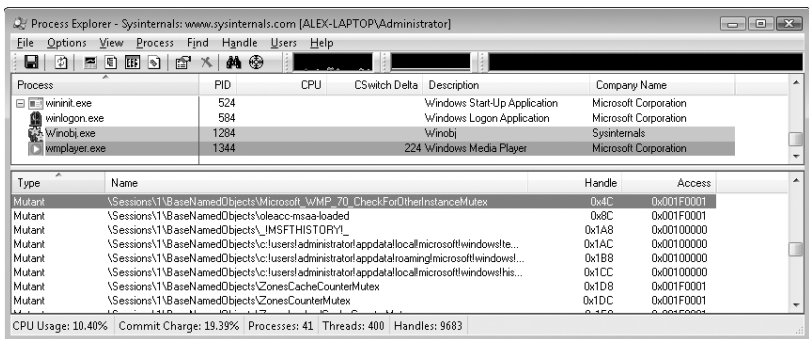 Process Explorer - Sysinternals: www.sysinternals.com [ALEX-LAPTOP\Administrator]
File Options View Process Find Handle Users Help
Process PID CPU CSwitch Delta Description Company Name
wininit.exe 524 Windows Start-Up Application Microsoft Corporation
winlogon.exe 584 Windows Logon Application Microsoft Corporation
Winobj.exe 1284 Winobj Sysinternals
wmplayer.exe 1344 224 Windows Media Player Microsoft Corporation
Type Name Handle Access
Mutant \Sessions\1\BaseNamedObjects\Microsoft_WMP_70_CheckForOtherInstanceMutex 0x4C 0x001F0001
Mutant \Sessions\1\BaseNamedObjects\oleacc-msaa-loaded 0x8C 0x001F0001
Mutant \Sessions\1\BaseNamedObjects\_!MSFTHISTORY!_ 0x1A8 0x00100000
Mutant \Sessions\1\BaseNamedObjects\c:!users!administrator!appdata!local!microsoft!windows!te... 0x1AC 0x00100000
Mutant \Sessions\1\BaseNamedObjects\c:!users!administrator!appdata!roaming!microsoft!windows!... 0x1B8 0x00100000
Mutant \Sessions\1\BaseNamedObjects\c:!users!administrator!appdata!local!microsoft!windows!his... 0x1CC 0x00100000
Mutant \Sessions\1\BaseNamedObjects\ZonesCacheCounterMutex 0x1D8 0x001F0001
Mutant \Sessions\1\BaseNamedObjects\ZonesCounterMutex 0x1DC 0x001F0001
CPU Usage: 10.40% Commit Charge: 19.39% Processes: 41 Threads: 400 Handles: 9683